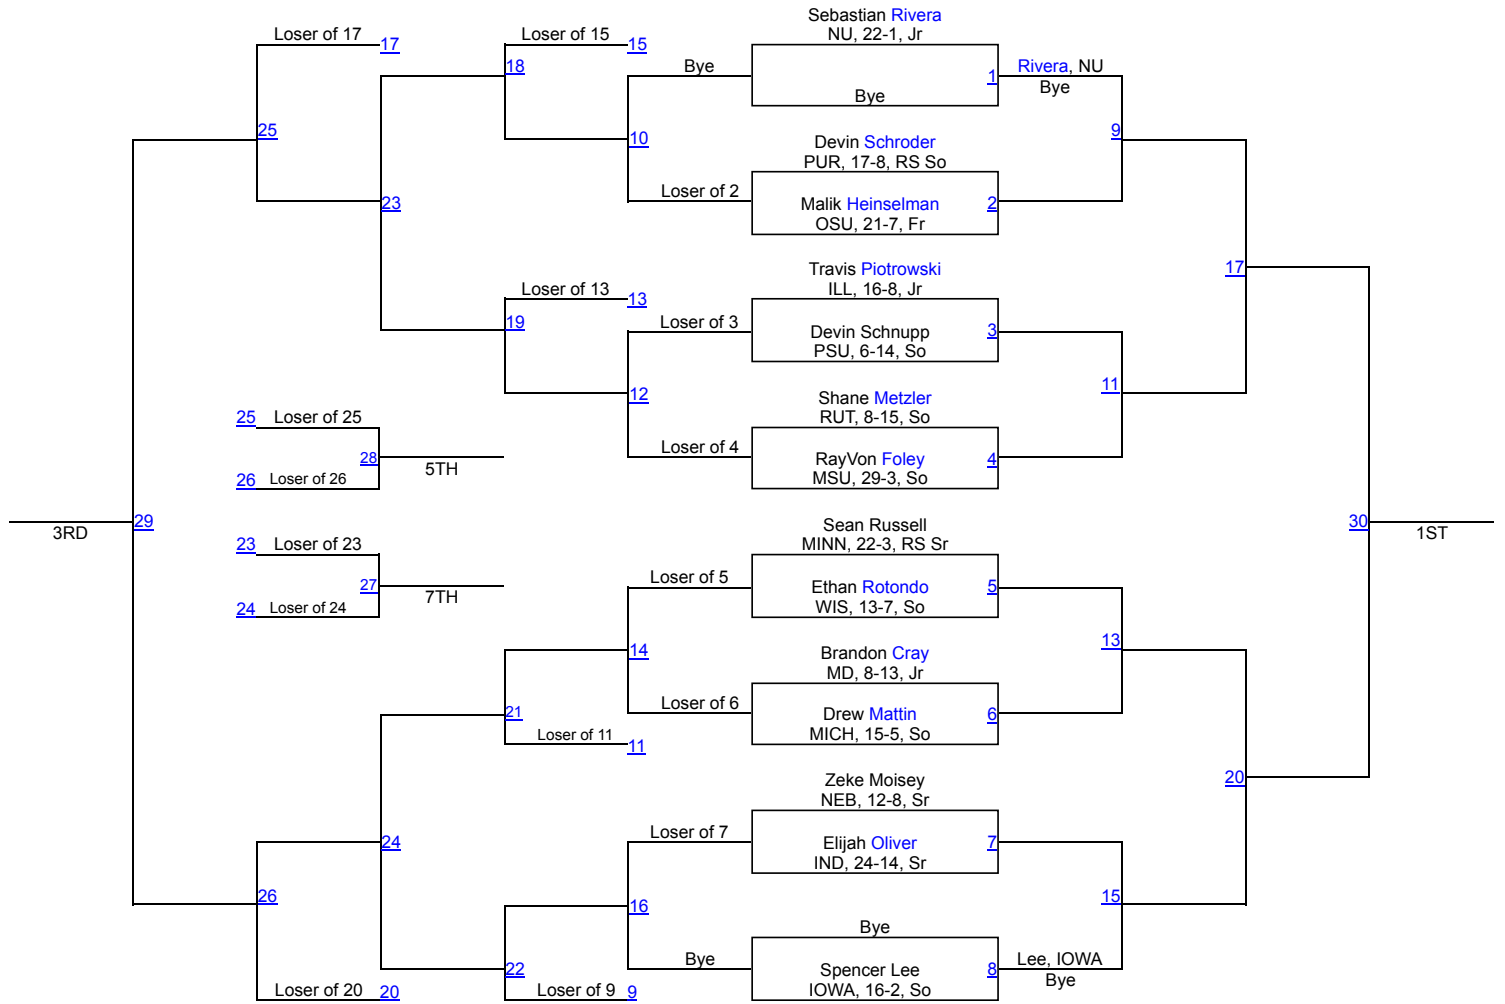 Sebastian Rivera
NU, 22-1, Jr
Loser of 17
17
Loser of 15
15
18
Bye
Bye
1
Rivera, NU
Bye
25
10
9
Devin Schroder
PUR, 17-8, RS So
23
Loser of 2
Malik Heinselman
OSU, 21-7, Fr
2
Travis Piotrowski
ILL, 16-8, Jr
17
Loser of 13
13
19
Loser of 3
Devin Schnupp
PSU, 6-14, So
3
12
11
Shane Metzler
RUT, 8-15, So
25
Loser of 25
28
5TH
26
Loser of 26
Loser of 4
RayVon Foley
MSU, 29-3, So
4
3RD
29
Sean Russell
MINN, 22-3, RS Sr
30
1ST
23
Loser of 23
27
7TH
24
Loser of 24
Loser of 5
Ethan Rotondo
WIS, 13-7, So
5
14
13
Brandon Cray
MD, 8-13, Jr
21
Loser of 11
11
Loser of 6
Drew Mattin
MICH, 15-5, So
6
Zeke Moisey
NEB, 12-8, Sr
20
24
Loser of 7
Elijah Oliver
IND, 24-14, Sr
7
26
16
15
Bye
22
Bye
Spencer Lee
IOWA, 16-2, So
8
Lee, IOWA
Bye
Loser of 20
20
Loser of 9
9